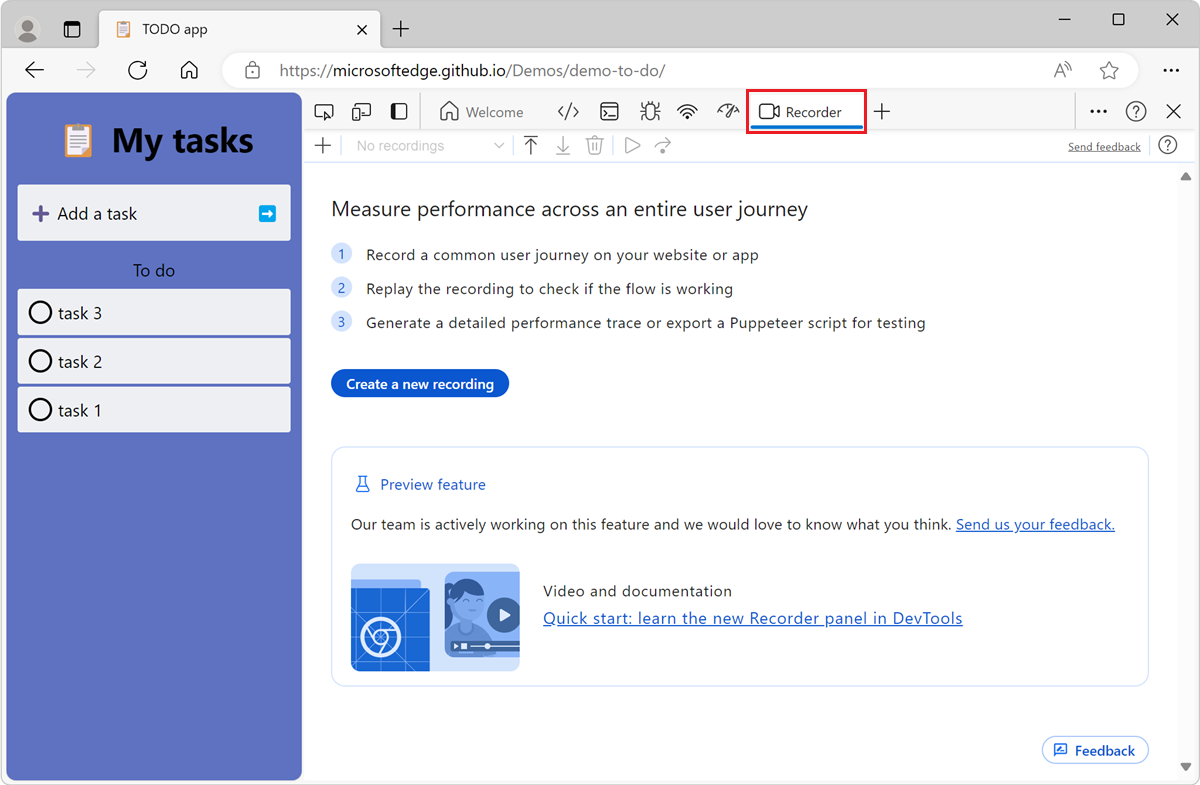 TODO app
https://microsoftedge.github.io/Demos/demo-to-do/
My tasks
Add a task
To do
task 3
task 2
task 1
Welcome
Recorder
No recordings
Send feedback
Measure performance across an entire user journey
1 Record a common user journey on your website or app
2 Replay the recording to check if the flow is working
3 Generate a detailed performance trace or export a Puppeteer script for testing
Create a new recording
Preview feature
Our team is actively working on this feature and we would love to know what you think. Send us your feedback.
Video and documentation
Quick start: learn the new Recorder panel in DevTools
Feedback